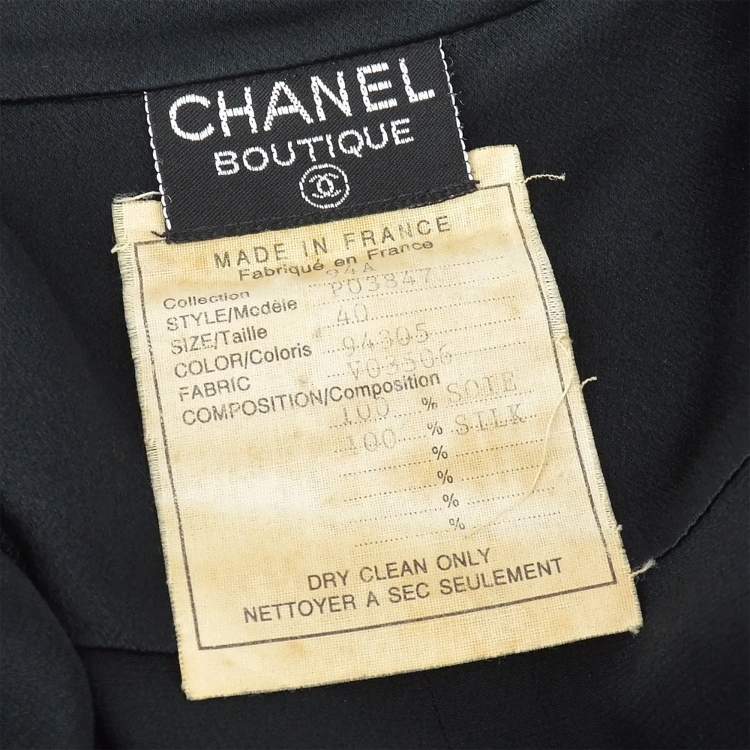 CHANEL
BOUTIQUE
MADE IN FRANCE
Fabriqué en France
Collection 94A
STYLE/Modèle P03847
SIZE/Taille 40
COLOR/Coloris 94305
FABRIC V03506
COMPOSITION/Composition
100 % SOIE
100 % SILK
%
%
%
%
DRY CLEAN ONLY
NETTOYER A SEC SEULEMENT